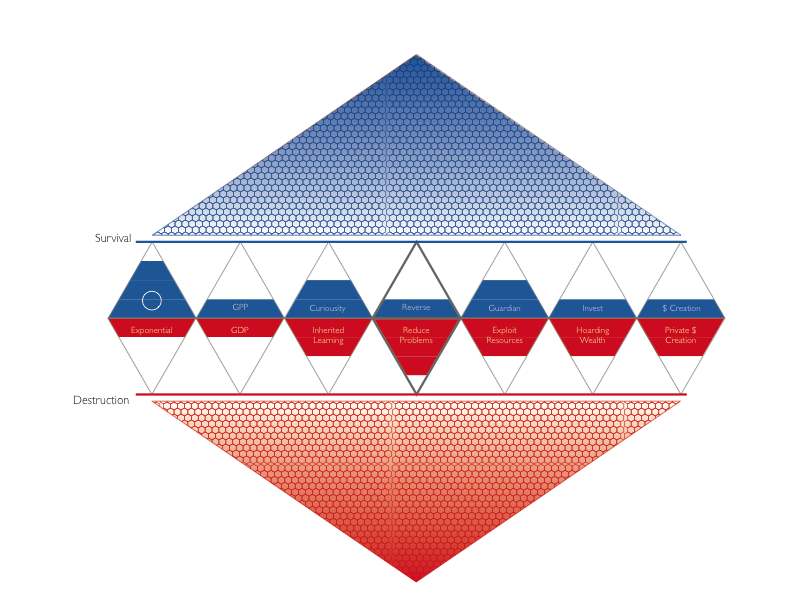 Survival
GPP
Curiousity
Reverse
Guardian
Invest
$ Creation
Exponential
GDP
Inherited
Learning
Reduce
Problems
Exploit
Resources
Hoarding
Wealth
Private $
Creation
Destruction